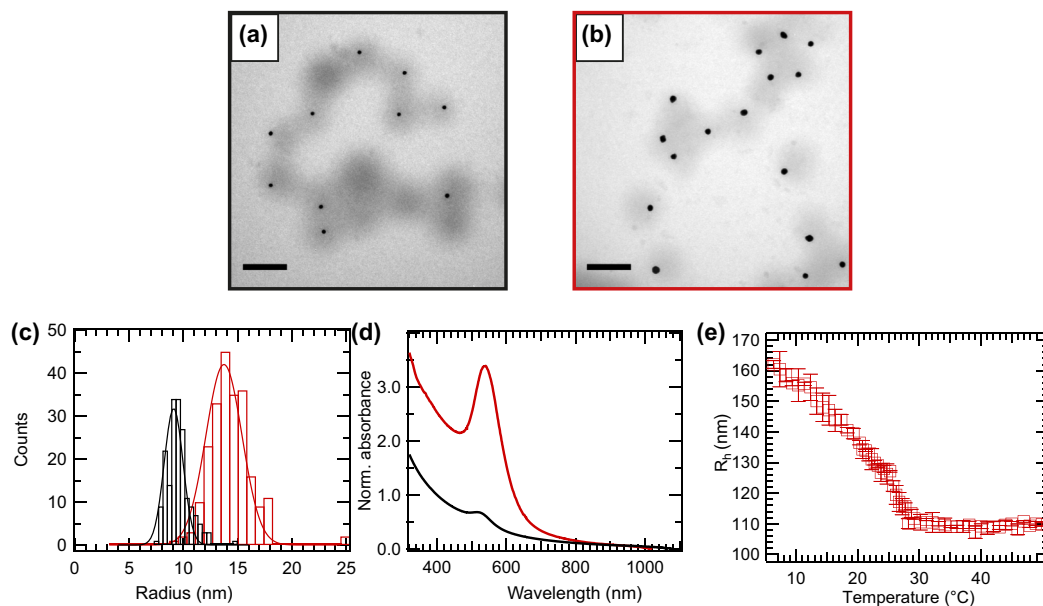 (a)
(b)
(c)
50
40
30
20
10
0
Counts
0
5
10
15
20
25
Radius (nm)
(d)
3.0
2.0
1.0
0.0
Norm. absorbance
400
600
800
1000
Wavelength (nm)
(e)
170
160
150
140
130
120
110
100
Rh (nm)
10
20
30
40
Temperature (°C)